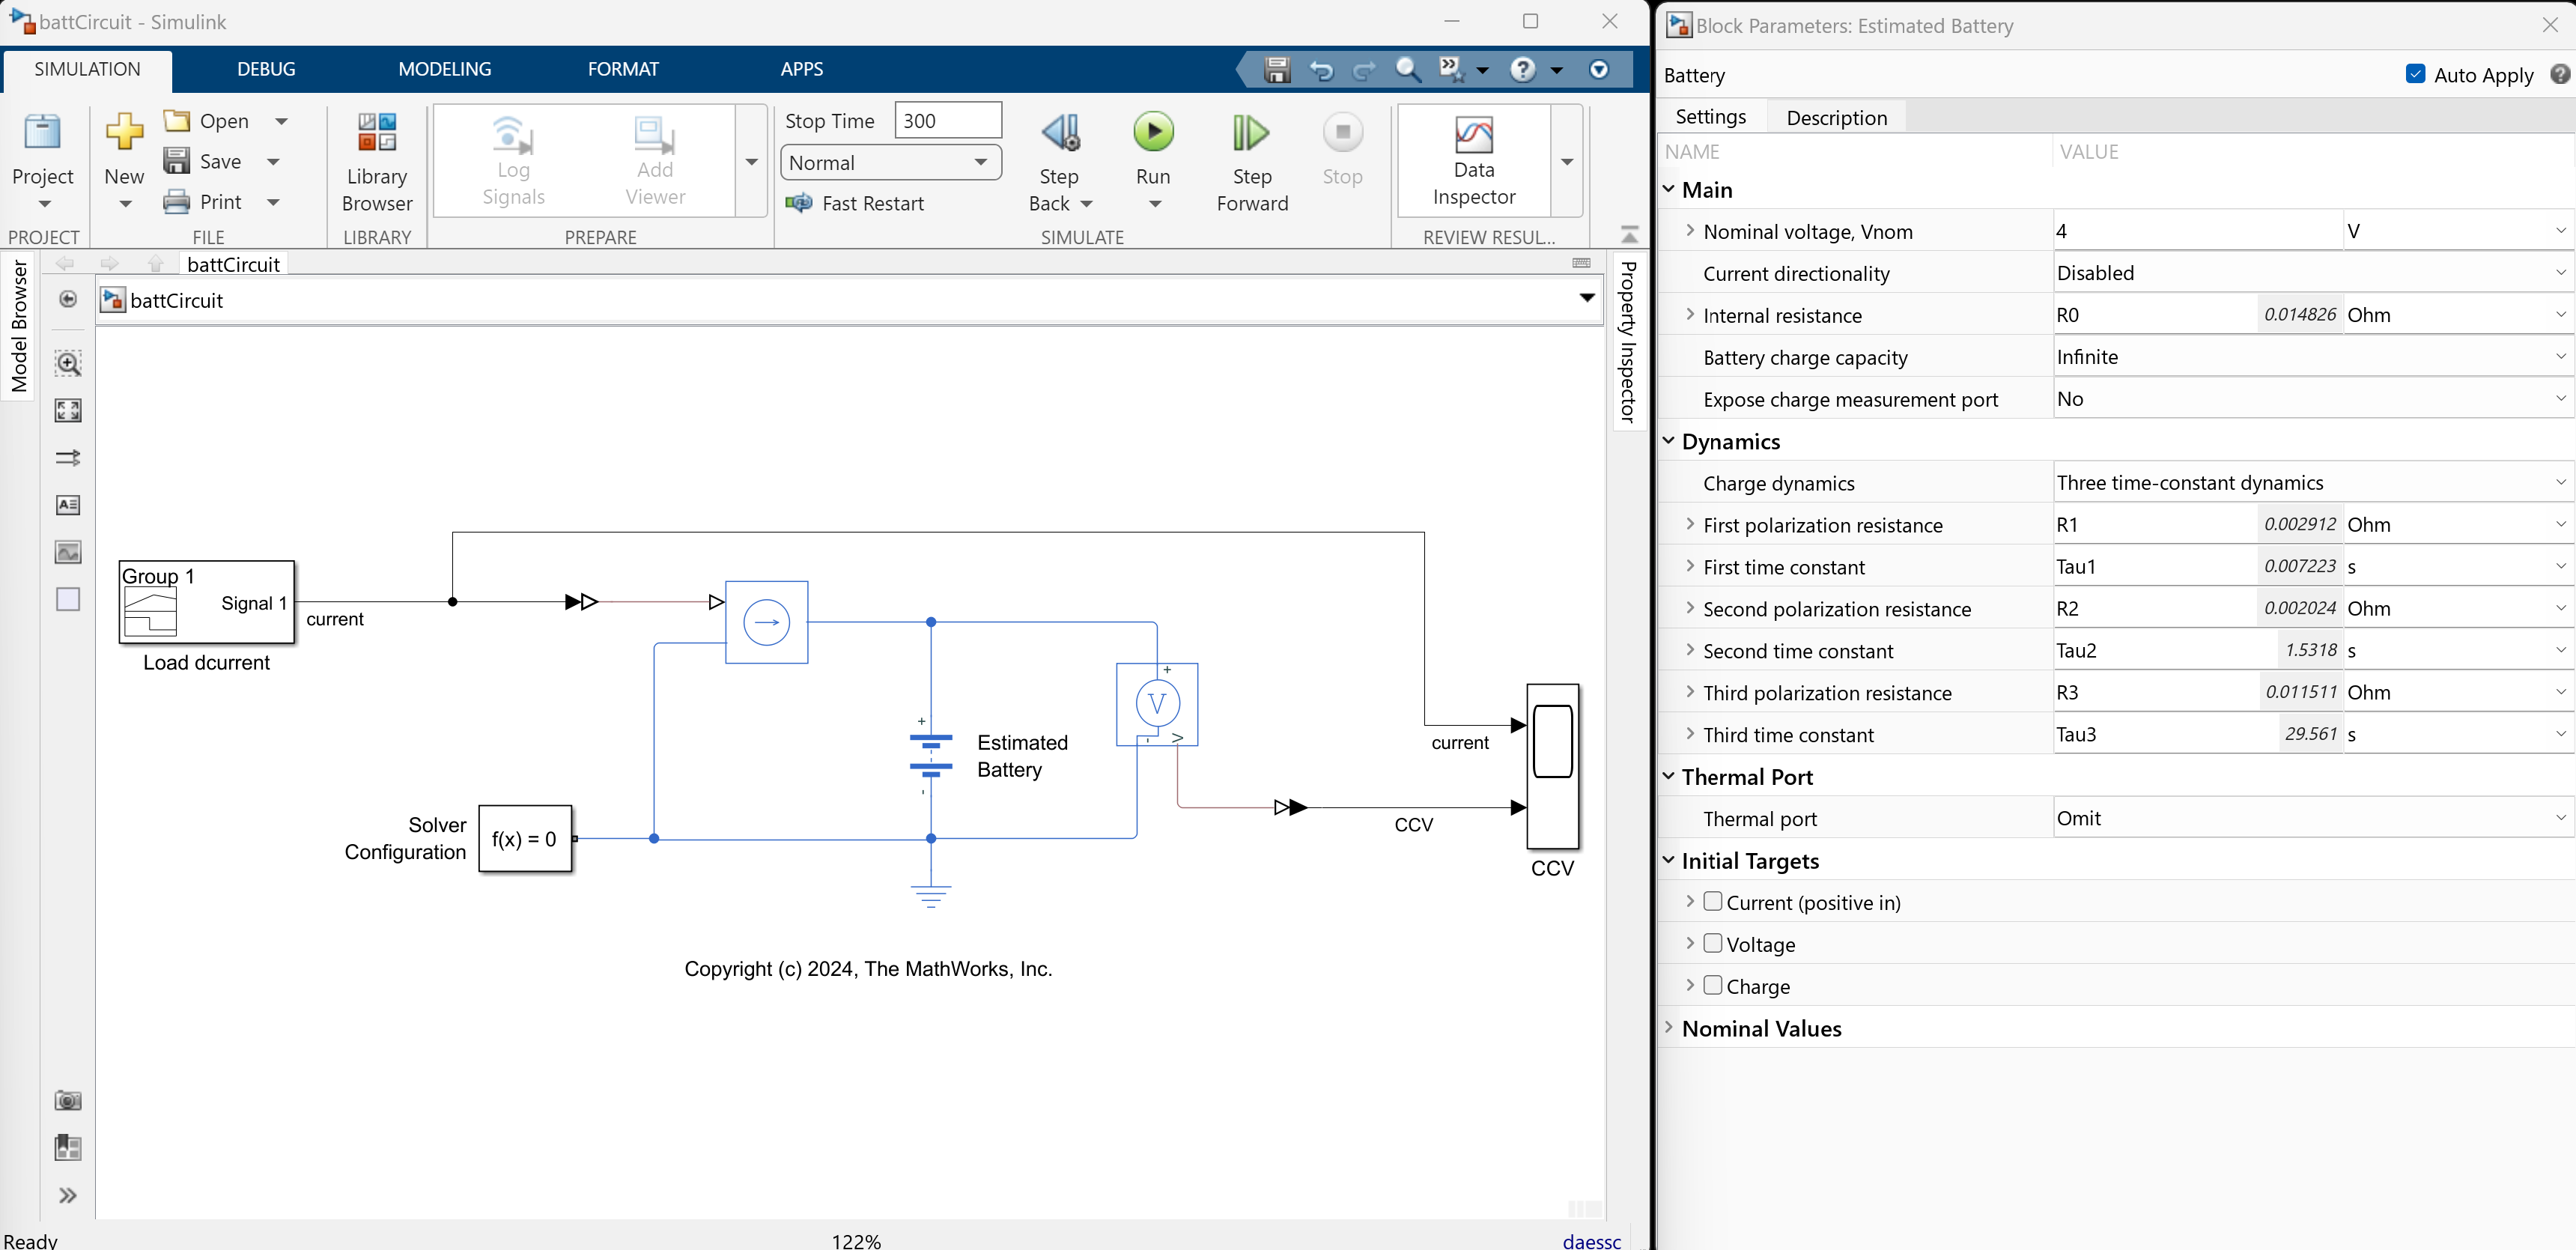 battCircuit - Simulink
SIMULATION DEBUG MODELING FORMAT APPS
Project
New
Open
Save
Print
Library
Browser
Log
Signals
Add
Viewer
Stop Time 300
Normal
Fast Restart
Step
Back
Run
Step
Forward
Stop
Data
Inspector
PROJECT FILE LIBRARY PREPARE SIMULATE REVIEW RESUL...
Model Browser
battCircuit
battCircuit
Property Inspector
Group 1
Signal 1
current
Load dcurrent
+
Estimated
Battery
-
+
V
-
V
current
CCV
CCV
Solver
Configuration
f(x) = 0
Copyright (c) 2024, The MathWorks, Inc.
Ready 122% daessc
Block Parameters: Estimated Battery
Battery Auto Apply
Settings Description
NAME VALUE
Main
Nominal voltage, Vnom 4 V
Current directionality Disabled
Internal resistance R0 0.014826 Ohm
Battery charge capacity Infinite
Expose charge measurement port No
Dynamics
Charge dynamics Three time-constant dynamics
First polarization resistance R1 0.002912 Ohm
First time constant Tau1 0.007223 s
Second polarization resistance R2 0.002024 Ohm
Second time constant Tau2 1.5318 s
Third polarization resistance R3 0.011511 Ohm
Third time constant Tau3 29.561 s
Thermal Port
Thermal port Omit
Initial Targets
Current (positive in)
Voltage
Charge
Nominal Values